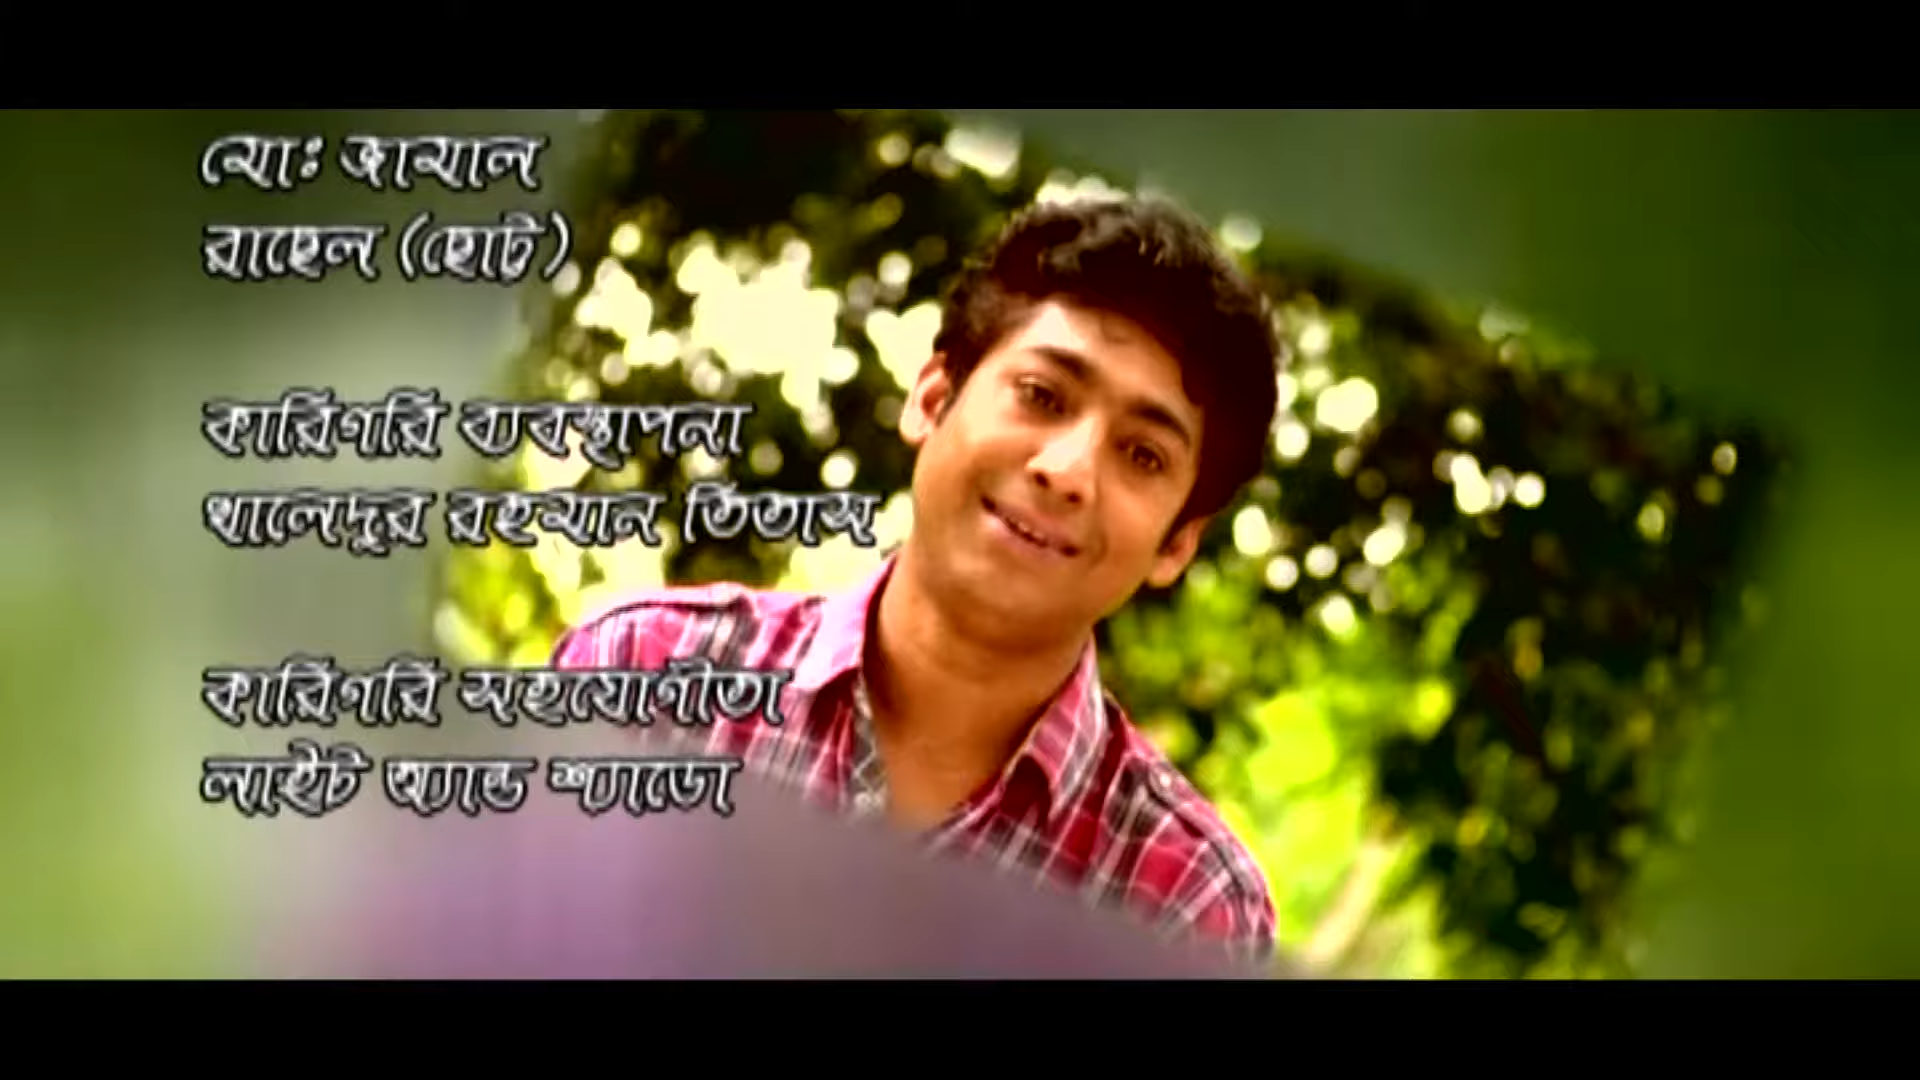 মোঃ জামাল
রাছেল (ছোট)
কারিগরি ব্যবস্থাপনা
খালেদুর রহমান তিতাস
কারিগরি সহযোগীতা
লাইট অ্যান্ড শ্যাডো